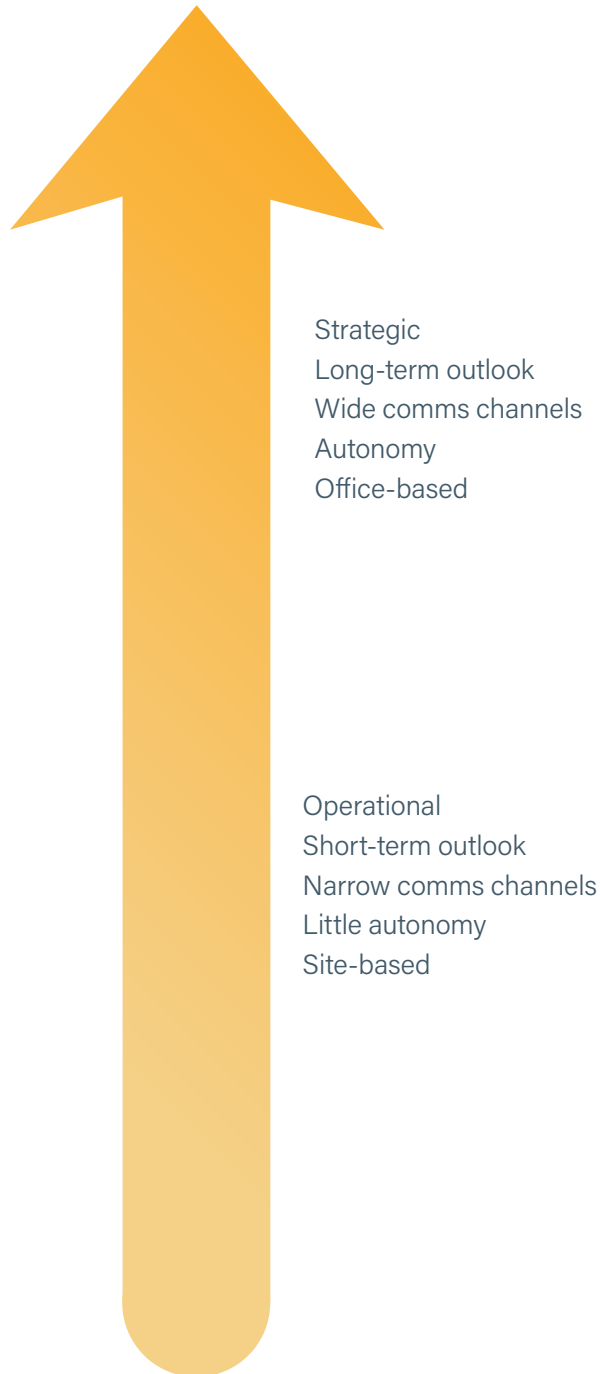 Strategic
Long-term outlook
Wide comms channels
Autonomy
Office-based
Operational
Short-term outlook
Narrow comms channels
Little autonomy
Site-based